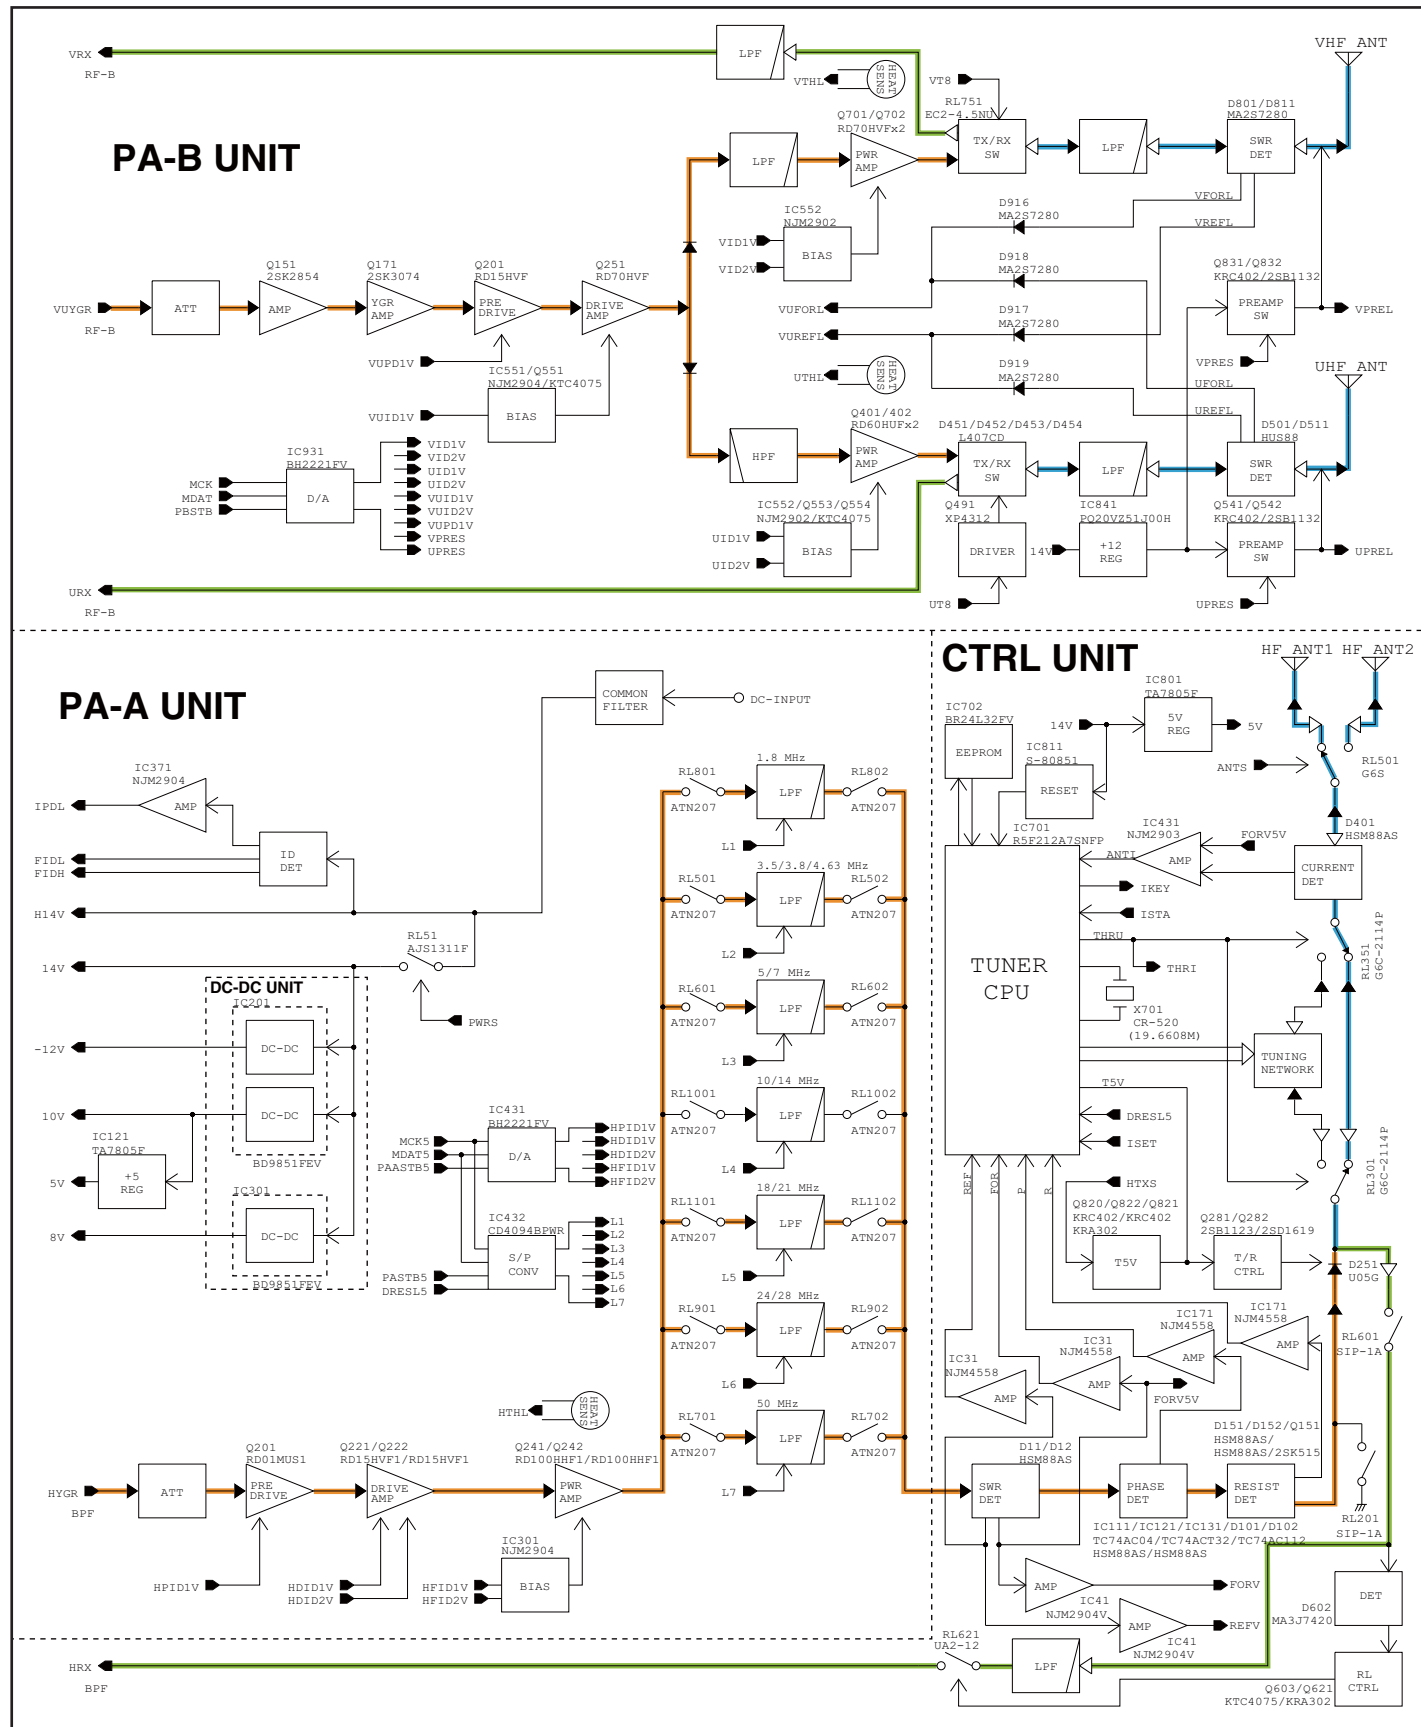 VRX
RF-B
LPF
VTHL
HEAT
SENS
VT8
RL751
EC2-4.5NU
VHF ANT
D801/D811
MA2S7280
Q701/Q702
RD70HVFx2
PA-B UNIT
LPF
PWR
AMP
TX/RX
SW
LPF
SWR
DET
VFORL
VREFL
IC552
NJM2902
VID1V
VID2V
BIAS
D916
MA2S7280
D918
MA2S7280
D917
MA2S7280
D919
MA2S7280
VUFORL
VUREFL
UTHL
HEAT
SENS
Q831/Q832
KRC402/2SB1132
PREAMP
SW
VPREL
VPRES
UFORL
UREFL
UHF ANT
Q151
2SK2854
Q171
2SK3074
Q201
RD15HVF
Q251
RD70HVF
VUYGR
RF-B
ATT
AMP
YGR
AMP
PRE
DRIVE
DRIVE
AMP
VUPD1V
IC551/Q551
NJM2904/KTC4075
VUID1V
BIAS
Q401/402
RD60HUFx2
HPF
PWR
AMP
D451/D452/D453/D454
L407CD
TX/RX
SW
LPF
D501/D511
HUS88
SWR
DET
IC931
BH2221FV
MCK
MDAT
PBSTB
D/A
VID1V
VID2V
UID1V
UID2V
VUID1V
VUID2V
VUPD1V
VPRES
UPRES
IC552/Q553/Q554
NJM2902/KTC4075
UID1V
UID2V
BIAS
Q491
XP4312
DRIVER
UT8
IC841
PQ20VZ51J00H
14V
+12
REG
Q541/Q542
KRC402/2SB1132
PREAMP
SW
UPREL
UPRES
URX
RF-B
PA-A UNIT
COMMON
FILTER
DC-INPUT
IC371
NJM2904
IPDL
AMP
FIDL
FIDH
ID
DET
H14V
RL51
AJS1311F
14V
PWRS
DC-DC UNIT
IC201
-12V
DC-DC
10V
DC-DC
BD9851FEV
IC121
TA7805F
5V
+5
REG
IC301
8V
DC-DC
BD9851FEV
IC431
BH2221FV
MCK5
MDAT5
PAASTB5
D/A
HPID1V
HDID1V
HDID2V
HFID1V
HFID2V
IC432
CD4094BPWR
PASTB5
DRESL5
S/P
CONV
L1
L2
L3
L4
L5
L6
L7
1.8 MHz
RL801
ATN207
LPF
RL802
ATN207
L1
3.5/3.8/4.63 MHz
RL501
ATN207
LPF
RL502
ATN207
L2
5/7 MHz
RL601
ATN207
LPF
RL602
ATN207
L3
10/14 MHz
RL1001
ATN207
LPF
RL1002
ATN207
L4
18/21 MHz
RL1101
ATN207
LPF
RL1102
ATN207
L5
24/28 MHz
RL901
ATN207
LPF
RL902
ATN207
L6
50 MHz
RL701
ATN207
LPF
RL702
ATN207
L7
HTHL
HEAT
SENS
Q201
RD01MUS1
Q221/Q222
RD15HVF1/RD15HVF1
Q241/Q242
RD100HHF1/RD100HHF1
HYGR
BPF
ATT
PRE
DRIVE
DRIVE
AMP
PWR
AMP
HPID1V
HDID1V
HDID2V
IC301
NJM2904
HFID1V
HFID2V
BIAS
HRX
BPF
CTRL UNIT
HF ANT1
HF ANT2
IC801
TA7805F
14V
5V
REG
5V
IC702
BR24L32FV
EEPROM
IC811
S-80851
RESET
ANTS
RL501
G6S
IC701
R5F212A7SNFP
TUNER
CPU
IC431
NJM2903
FORV5V
ANTI
AMP
D401
HSM88AS
CURRENT
DET
IKEY
ISTA
THRU
THRI
X701
CR-520
(19.6608M)
RL351
G6C-2114P
TUNING
NETWORK
T5V
DRESL5
ISET
RL301
G6C-2114P
REF
FOR
P
R
HTXS
Q820/Q822/Q821
KRC402/KRC402
KRA302
T5V
Q281/Q282
2SB1123/2SD1619
T/R
CTRL
D251
U05G
IC171
NJM4558
AMP
IC171
NJM4558
AMP
IC31
NJM4558
AMP
IC31
NJM4558
AMP
FORV5V
RL601
SIP-1A
D11/D12
HSM88AS
SWR
DET
PHASE
DET
D151/D152/Q151
HSM88AS/
HSM88AS/2SK515
RESIST
DET
IC111/IC121/IC131/D101/D102
TC74AC04/TC74ACT32/TC74AC112
HSM88AS/HSM88AS
RL201
SIP-1A
AMP
FORV
IC41
NJM2904V
AMP
REFV
IC41
NJM2904V
DET
D602
MA3J7420
RL621
UA2-12
LPF
RL
CTRL
Q603/Q621
KTC4075/KRA302